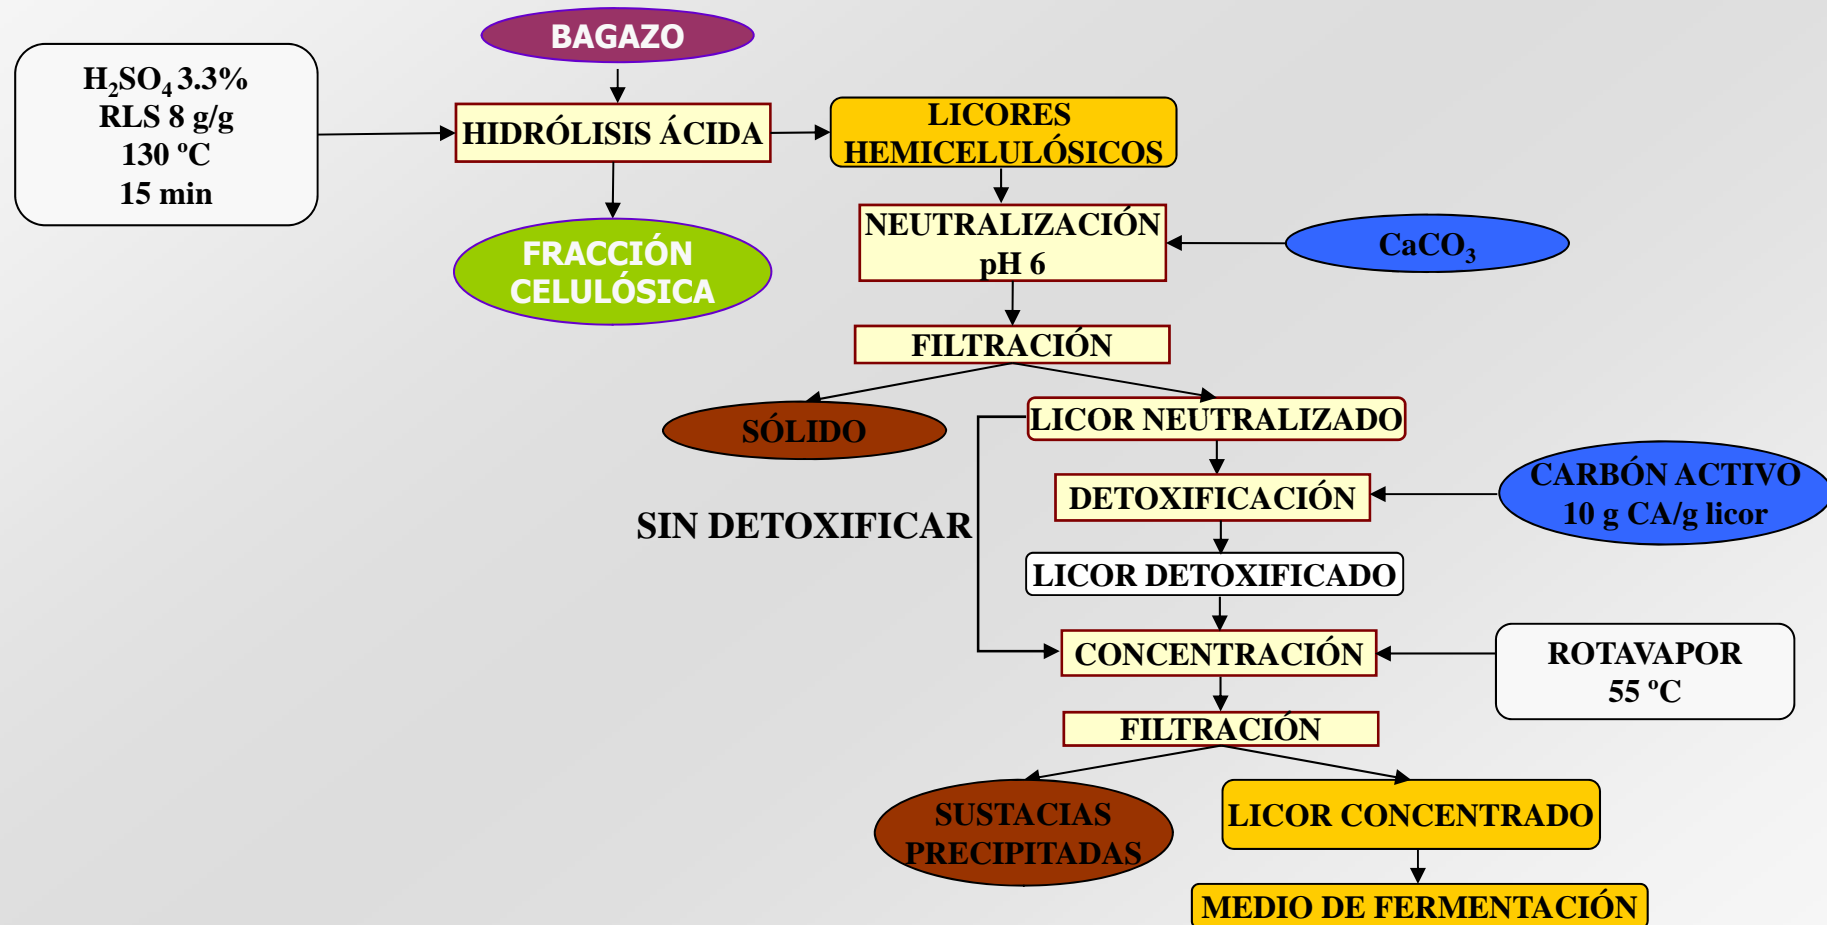 BAGAZO
H₂SO₄ 3.3%
RLS 8 g/g
130 ºC
15 min
HIDRÓLISIS ÁCIDA
LICORES
HEMICELULÓSICOS
FRACCIÓN
CELULÓSICA
NEUTRALIZACIÓN
pH 6
CaCO₃
FILTRACIÓN
SÓLIDO
LICOR NEUTRALIZADO
SIN DETOXIFICAR
DETOXIFICACIÓN
CARBÓN ACTIVO
10 g CA/g licor
LICOR DETOXIFICADO
CONCENTRACIÓN
ROTAVAPOR
55 ºC
FILTRACIÓN
SUSTACIAS
PRECIPITADAS
LICOR CONCENTRADO
MEDIO DE FERMENTACIÓN